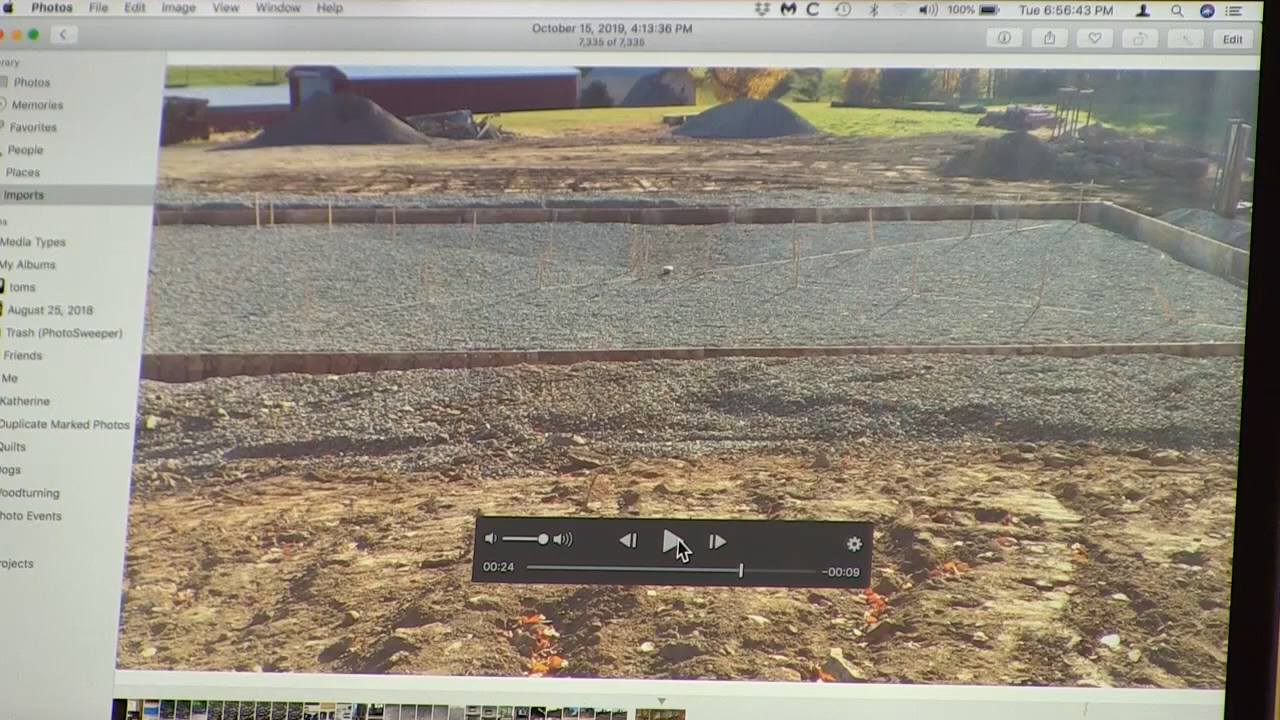 Photos File Edit Image View Window Help 100% Tue 6:56:43 PM
October 15, 2019, 4:13:36 PM
7,335 of 7,335
Edit
rary
Photos
Memories
Favorites
People
Places
Imports
ns
Media Types
My Albums
toms
August 25, 2018
Trash (PhotoSweeper)
Friends
Me
Katherine
Duplicate Marked Photos
Quilts
ogs
oodturning
hoto Events
rojects
00:24
-00:09